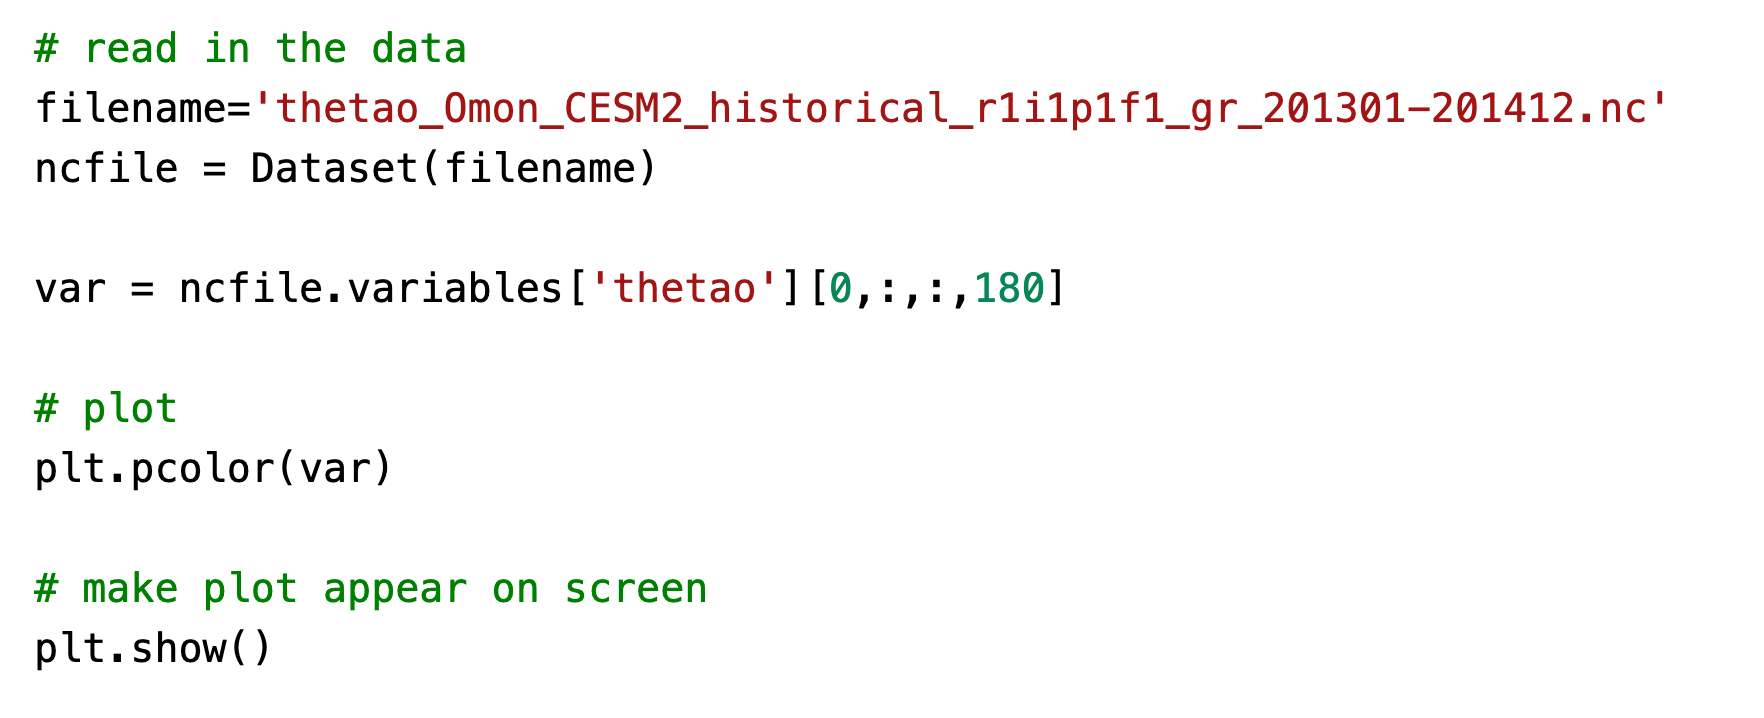 # read in the data
filename='thetao_Omon_CESM2_historical_r1i1p1f1_gr_201301-201412.nc'
ncfile = Dataset(filename)
var = ncfile.variables['thetao'][0,:,:,180]
# plot
plt.pcolor(var)
# make plot appear on screen
plt.show()